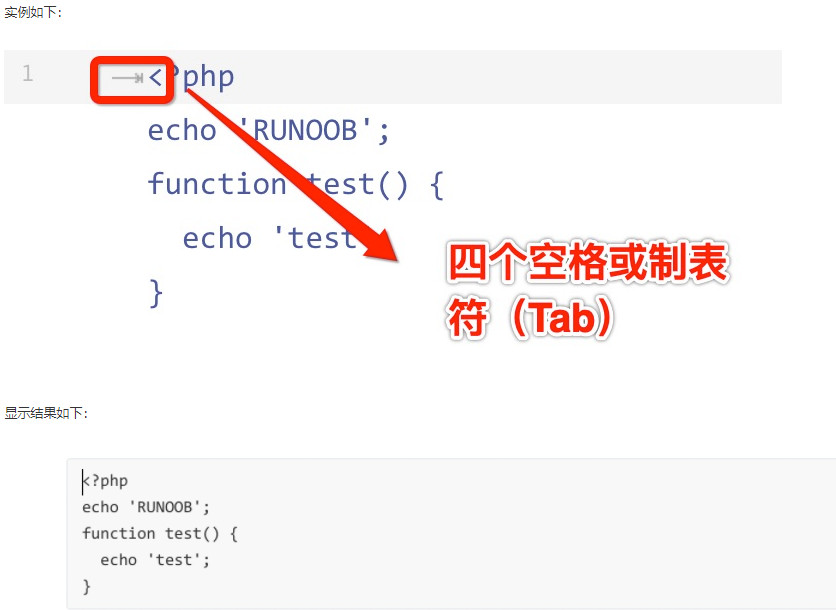 实例如下:
1 <?php
echo 'RUNOOB';
function test() {
echo 'test
}
四个空格或制表
符（Tab）
显示结果如下:
<?php
echo 'RUNOOB';
function test() {
  echo 'test';
}